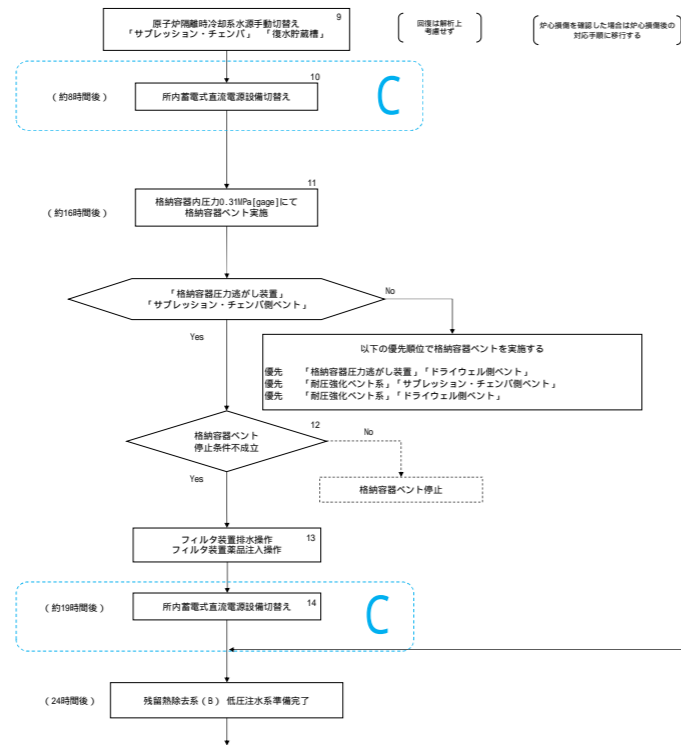 9
原子炉隔離時冷却系水源手動切替え
「サプレッション・チェンバ」　「復水貯蔵槽」
回復は解析上
考慮せず
炉心損傷を確認した場合は炉心損傷後の
対応手順に移行する
10
(約8時間後)
所内蓄電式直流電源設備切替え
C
11
(約16時間後)
格納容器内圧力0.31MPa[gage]にて
格納容器ベント実施
「格納容器圧力逃がし装置」
「サプレッション・チェンバ側ベント」
No
Yes
以下の優先順位で格納容器ベントを実施する
優先　「格納容器圧力逃がし装置」「ドライウェル側ベント」
優先　「耐圧強化ベント系」「サプレッション・チェンバ側ベント」
優先　「耐圧強化ベント系」「ドライウェル側ベント」
12
格納容器ベント
停止条件不成立
No
Yes
格納容器ベント停止
13
フィルタ装置排水操作
フィルタ装置薬品注入操作
14
(約19時間後)
所内蓄電式直流電源設備切替え
C
(24時間後)
残留熱除去系(B) 低圧注水系準備完了